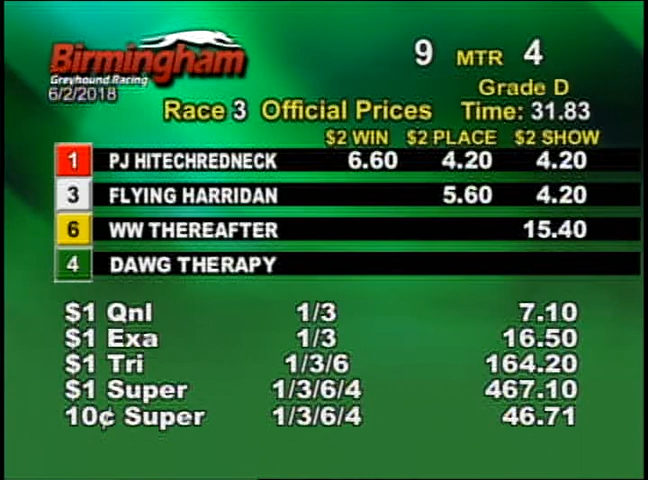 Birmingham
Greyhound Racing
6/2/2018
9 MTR 4
Grade D
Race 3 Official Prices Time: 31.83
$2 WIN $2 PLACE $2 SHOW
1 PJ HITECHREDNECK 6.60 4.20 4.20
3 FLYING HARRIDAN 5.60 4.20
6 WW THEREAFTER 15.40
4 DAWG THERAPY
$1 Qnl 1/3 7.10
$1 Exa 1/3 16.50
$1 Tri 1/3/6 164.20
$1 Super 1/3/6/4 467.10
10¢ Super 1/3/6/4 46.71